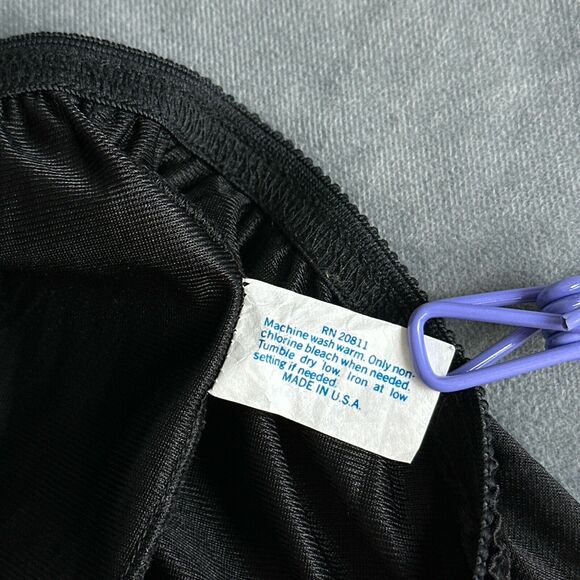 RN 20811
Machine wash warm. Only non-
chlorine bleach when needed.
Tumble dry low. Iron at low
setting if needed.
MADE IN U.S.A.